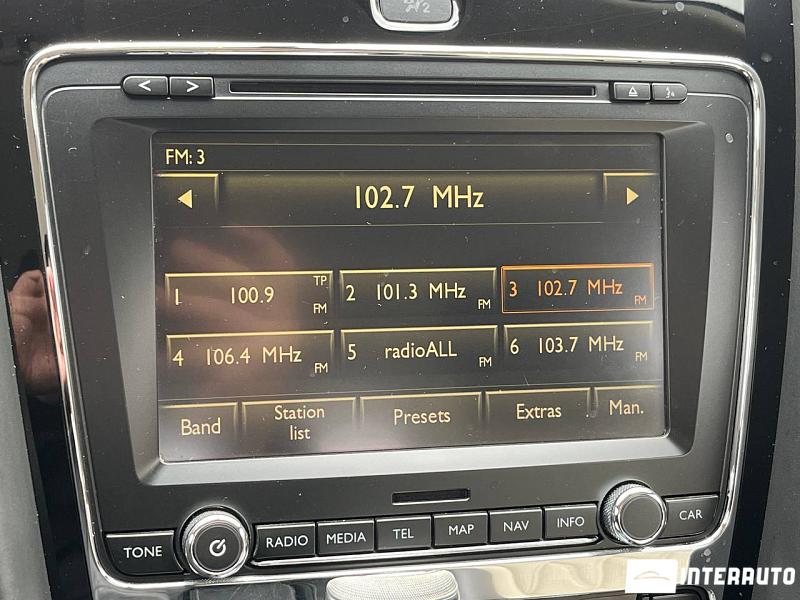 FM: 3
102.7 MHz
1 100.9 TP FM
2 101.3 MHz FM
3 102.7 MHz FM
4 106.4 MHz FM
5 radioALL FM
6 103.7 MHz FM
Band
Station
list
Presets
Extras
Man.
TONE
RADIO
MEDIA
TEL
MAP
NAV
INFO
CAR
INTERAUTO